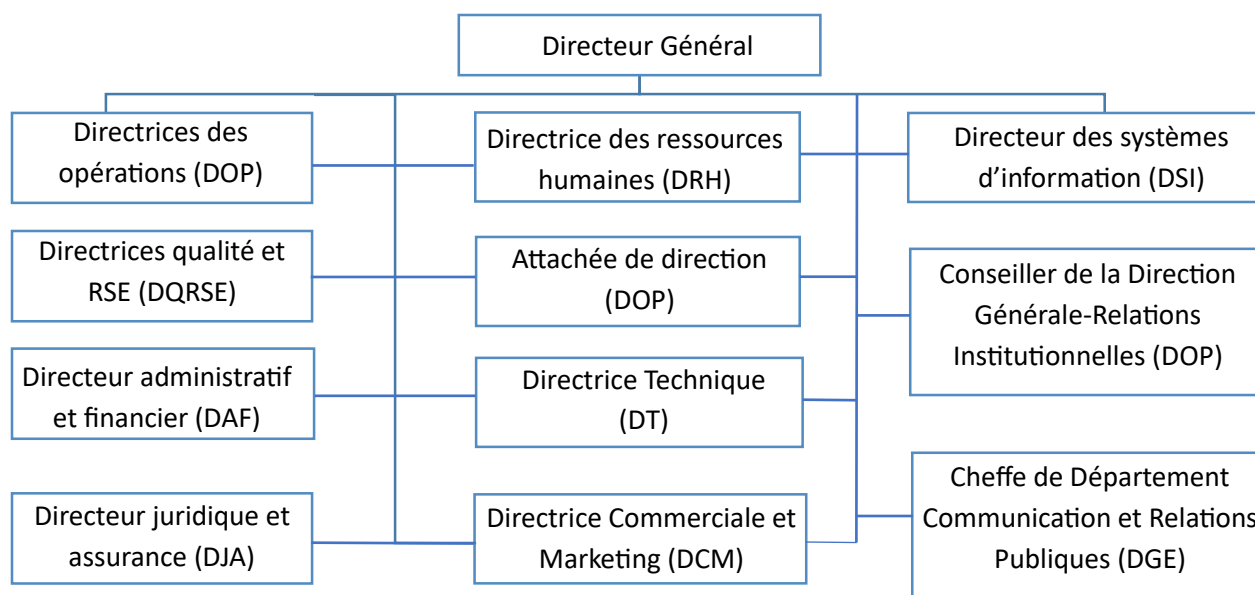 Directeur Général
Directrices des
opérations (DOP)
Directrice des ressources
humaines (DRH)
Directeur des systèmes
d’information (DSI)
Directrices qualité et
RSE (DQRSE)
Attachée de direction
(DOP)
Conseiller de la Direction
Générale-Relations
Institutionnelles (DOP)
Directeur administratif
et financier (DAF)
Directrice Technique
(DT)
Cheffe de Département
Communication et Relations
Publiques (DGE)
Directeur juridique et
assurance (DJA)
Directrice Commerciale et
Marketing (DCM)